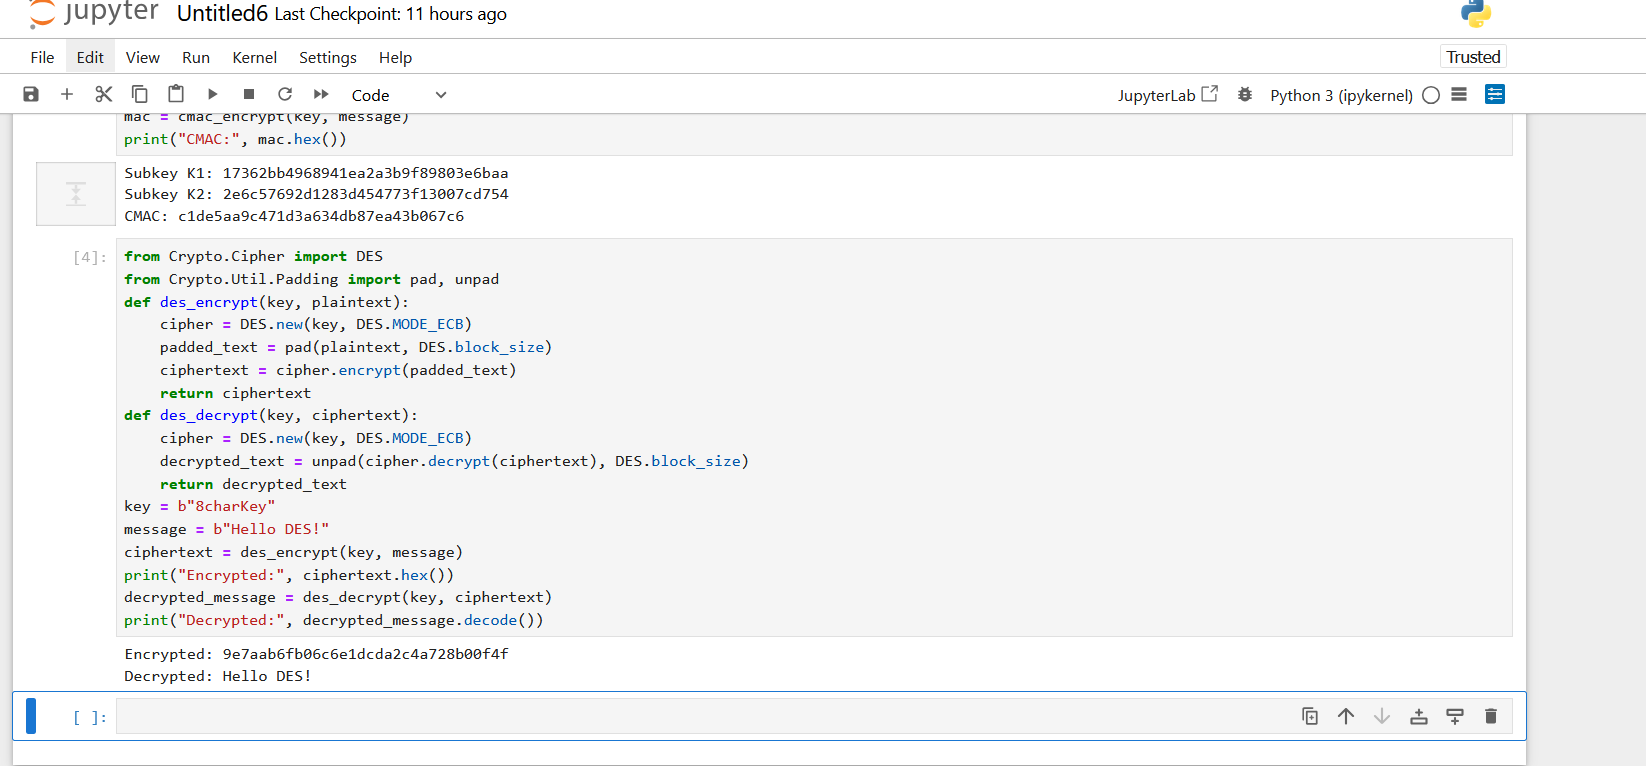 jupyter Untitled6 Last Checkpoint: 11 hours ago
File Edit View Run Kernel Settings Help Trusted
Code JupyterLab Python 3 (ipykernel)
mac = cmac_encrypt(key, message)
print("CMAC:", mac.hex())
Subkey K1: 17362bb4968941ea2a3b9f89803e6baa
Subkey K2: 2e6c57692d1283d454773f13007cd754
CMAC: c1de5aa9c471d3a634db87ea43b067c6
[4]:
from Crypto.Cipher import DES
from Crypto.Util.Padding import pad, unpad
def des_encrypt(key, plaintext):
    cipher = DES.new(key, DES.MODE_ECB)
    padded_text = pad(plaintext, DES.block_size)
    ciphertext = cipher.encrypt(padded_text)
    return ciphertext
def des_decrypt(key, ciphertext):
    cipher = DES.new(key, DES.MODE_ECB)
    decrypted_text = unpad(cipher.decrypt(ciphertext), DES.block_size)
    return decrypted_text
key = b"8charKey"
message = b"Hello DES!"
ciphertext = des_encrypt(key, message)
print("Encrypted:", ciphertext.hex())
decrypted_message = des_decrypt(key, ciphertext)
print("Decrypted:", decrypted_message.decode())
Encrypted: 9e7aab6fb06c6e1dcda2c4a728b00f4f
Decrypted: Hello DES!
[ ]: